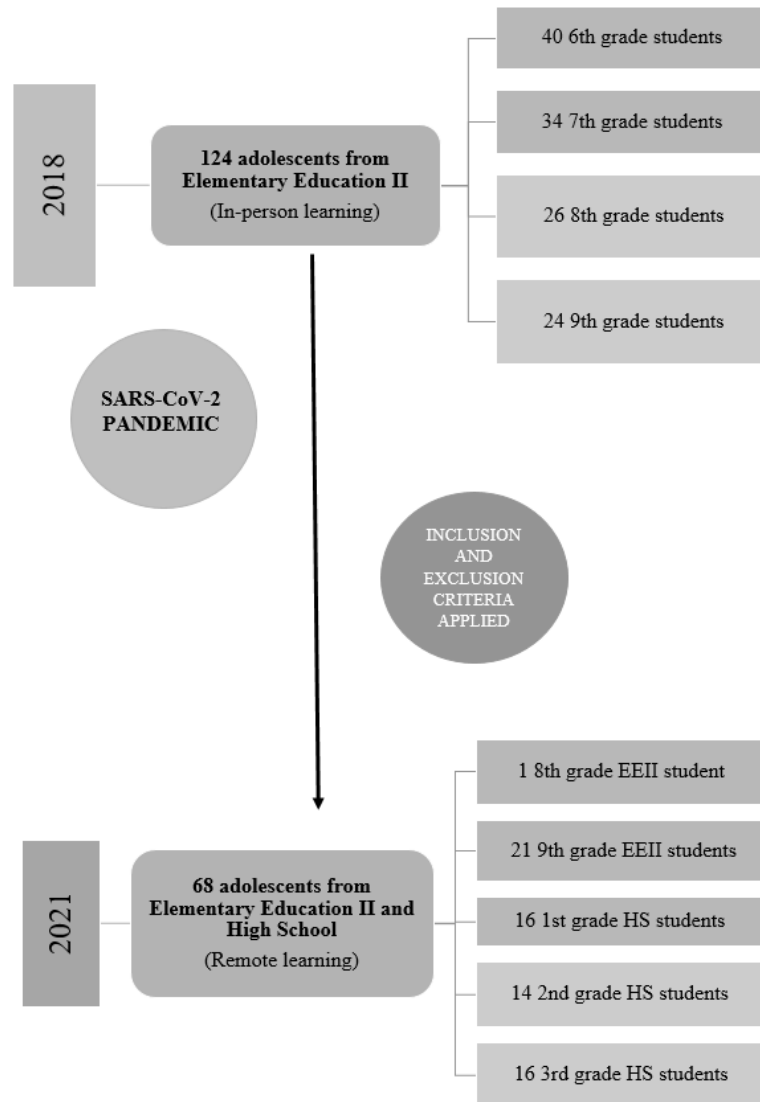 2018
124 adolescents from
Elementary Education II
(In-person learning)
40 6th grade students
34 7th grade students
26 8th grade students
24 9th grade students
SARS-CoV-2
PANDEMIC
INCLUSION
AND
EXCLUSION
CRITERIA
APPLIED
2021
68 adolescents from
Elementary Education II and
High School
(Remote learning)
1 8th grade EEII student
21 9th grade EEII students
16 1st grade HS students
14 2nd grade HS students
16 3rd grade HS students